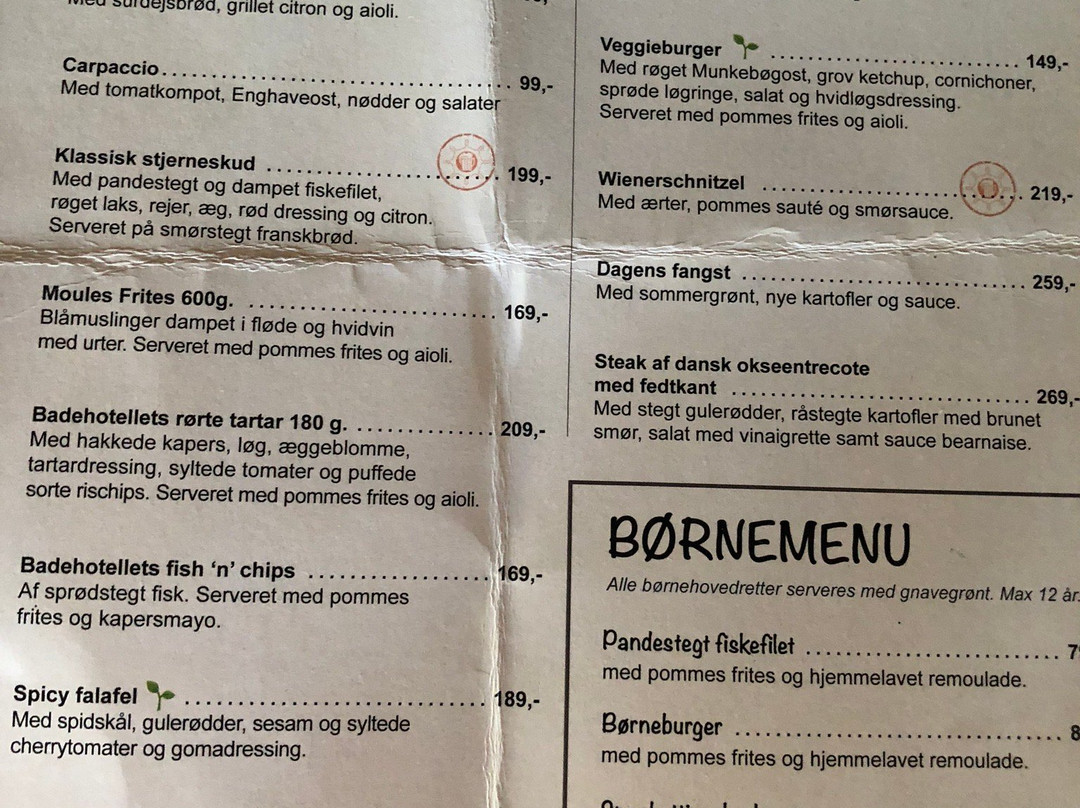 Med surdejsbrød, grillet citron og aioli.
Carpaccio.......................................... 99,-
Med tomatkompot, Enghaveost, nødder og salater
Klassisk stjerneskud .............................. 199,-
Med pandestegt og dampet fiskefilet,
røget laks, rejer, æg, rød dressing og citron.
Serveret på smørstegt franskbrød.
Moules Frites 600g. ............................... 169,-
Blåmuslinger dampet i fløde og hvidvin
med urter. Serveret med pommes frites og aioli.
Badehotellets rørte tartar 180 g. ................. 209,-
Med hakkede kapers, løg, æggeblomme,
tartardressing, syltede tomater og puffede
sorte rischips. Serveret med pommes frites og aioli.
Badehotellets fish ‘n’ chips ...................... 169,-
Af sprødstegt fisk. Serveret med pommes
frites og kapersmayo.
Spicy falafel ..................................... 189,-
Med spidskål, gulerødder, sesam og syltede
cherrytomater og gomadressing.
Veggieburger ...................................... 149,-
Med røget Munkebøgost, grov ketchup, cornichoner,
sprøde løgringe, salat og hvidløgsdressing.
Serveret med pommes frites og aioli.
Wienerschnitzel ................................... 219,-
Med ærter, pommes sauté og smørsauce.
Dagens fangst ..................................... 259,-
Med sommergrønt, nye kartofler og sauce.
Steak af dansk okseentrecote
med fedtkant ...................................... 269,-
Med stegt gulerødder, råstegte kartofler med brunet
smør, salat med vinaigrette samt sauce bearnaise.
BØRNEMENU
Alle børnehovedretter serveres med gnavegrønt. Max 12 år.
Pandestegt fiskefilet .............................
med pommes frites og hjemmelavet remoulade.
Børneburger .......................................
med pommes frites og hjemmelavet remoulade.